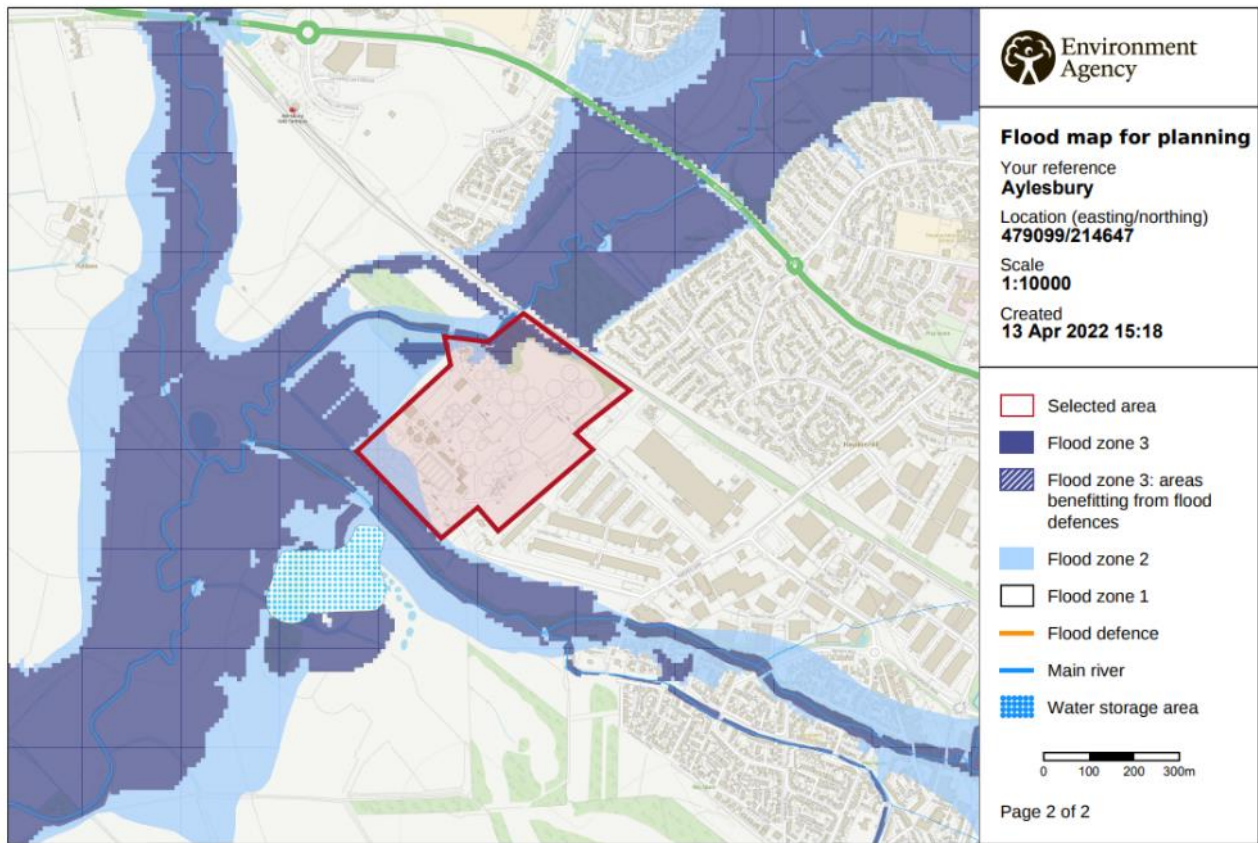 Environment
Agency
Flood map for planning
Your reference
Aylesbury
Location (easting/northing)
479099/214647
Scale
1:10000
Created
13 Apr 2022 15:18
Selected area
Flood zone 3
Flood zone 3: areas
benefitting from flood
defences
Flood zone 2
Flood zone 1
Flood defence
Main river
Water storage area
0 100 200 300m
Page 2 of 2